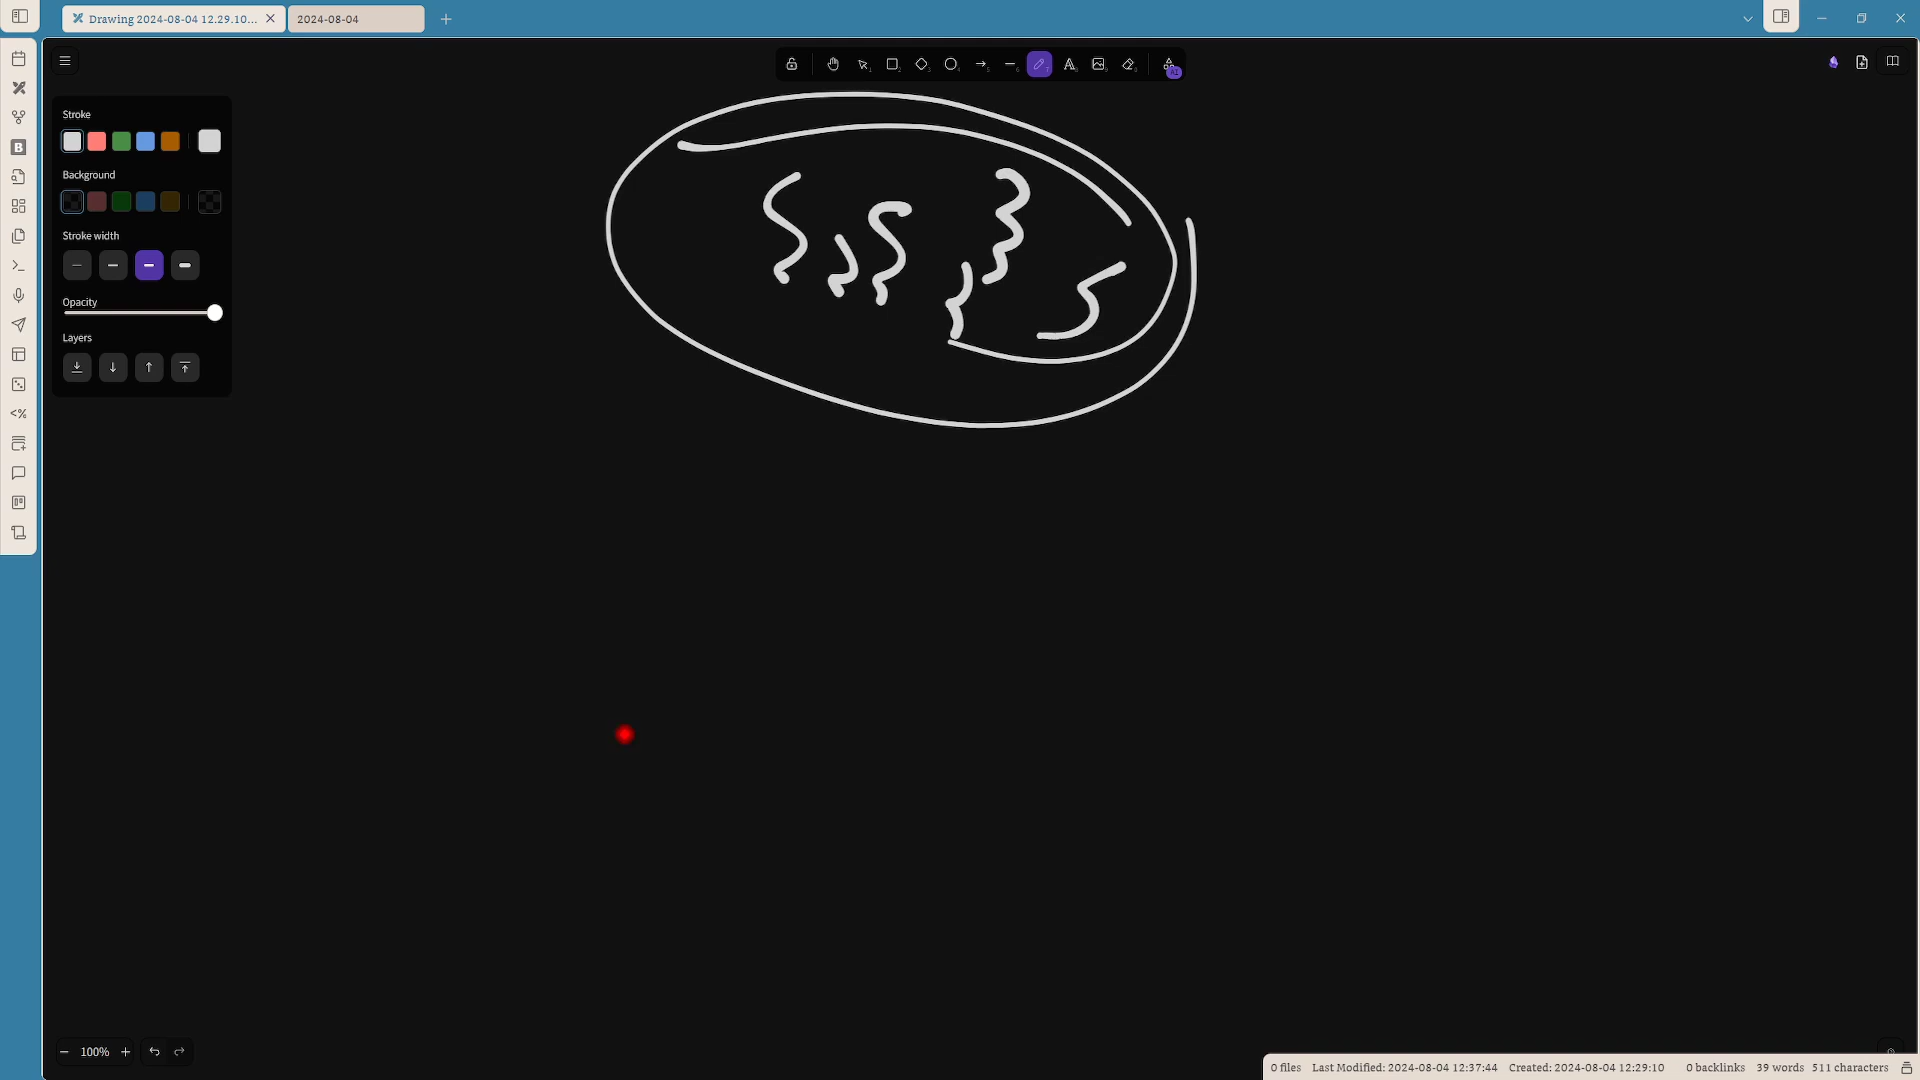 Drawing 2024-08-04 12.29.10...
2024-08-04
Stroke
Background
Stroke width
Opacity
Layers
B
<%
A
AI
100%
0 files Last Modified: 2024-08-04 12:37:44 Created: 2024-08-04 12:29:10 0 backlinks 39 words 511 characters